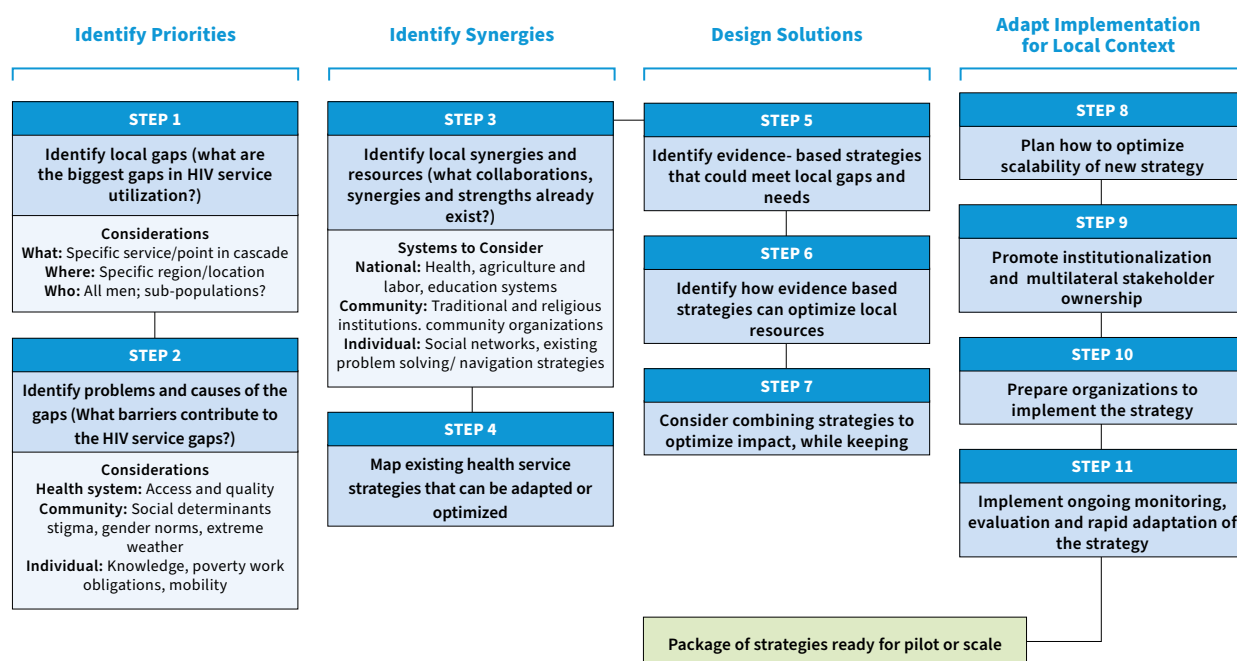 Identify Priorities
STEP 1
Identify local gaps (what are
the biggest gaps in HIV service
utilization?)
Considerations
What: Specific service/point in cascade
Where: Specific region/location
Who: All men; sub-populations?
STEP 2
Identify problems and causes of the
gaps (What barriers contribute to
the HIV service gaps?)
Considerations
Health system: Access and quality
Community: Social determinants
stigma, gender norms, extreme
weather
Individual: Knowledge, poverty work
obligations, mobility
Identify Synergies
STEP 3
Identify local synergies and
resources (what collaborations,
synergies and strengths already
exist?)
Systems to Consider
National: Health, agriculture and
labor, education systems
Community: Traditional and religious
institutions. community organizations
Individual: Social networks, existing
problem solving/ navigation strategies
STEP 4
Map existing health service
strategies that can be adapted or
optimized
Design Solutions
STEP 5
Identify evidence- based strategies
that could meet local gaps and
needs
STEP 6
Identify how evidence based
strategies can optimize local
resources
STEP 7
Consider combining strategies to
optimize impact, while keeping
Adapt Implementation
for Local Context
STEP 8
Plan how to optimize
scalability of new strategy
STEP 9
Promote institutionalization
and multilateral stakeholder
ownership
STEP 10
Prepare organizations to
implement the strategy
STEP 11
Implement ongoing monitoring,
evaluation and rapid adaptation of
the strategy
Package of strategies ready for pilot or scale